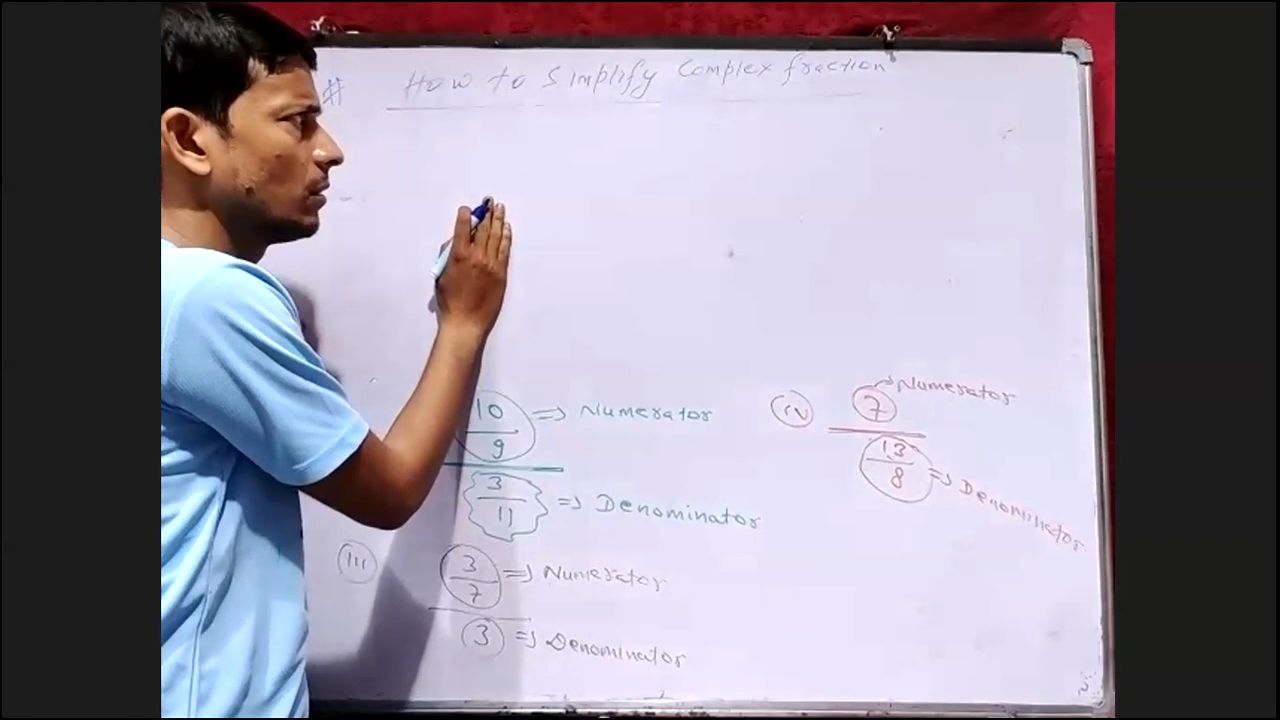 # How to Simplify Complex fraction
10 => Numerator
9
3
11 => Denominator
(iii) 3
7 => Numerator
3 => Denominator
(iv) 7 → Numerator
13
8 => Denominator